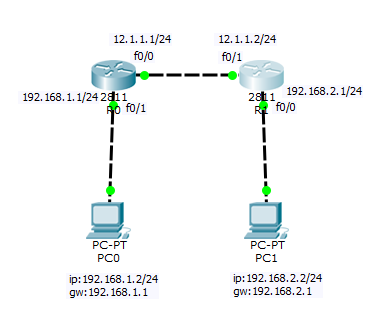 12.1.1.1/24
12.1.1.2/24
f0/0
f0/1
192.168.1.1/24
2811
R0
f0/1
2811
R1
192.168.2.1/24
f0/0
PC-PT
PC0
PC-PT
PC1
ip:192.168.1.2/24
gw:192.168.1.1
ip:192.168.2.2/24
gw:192.168.2.1